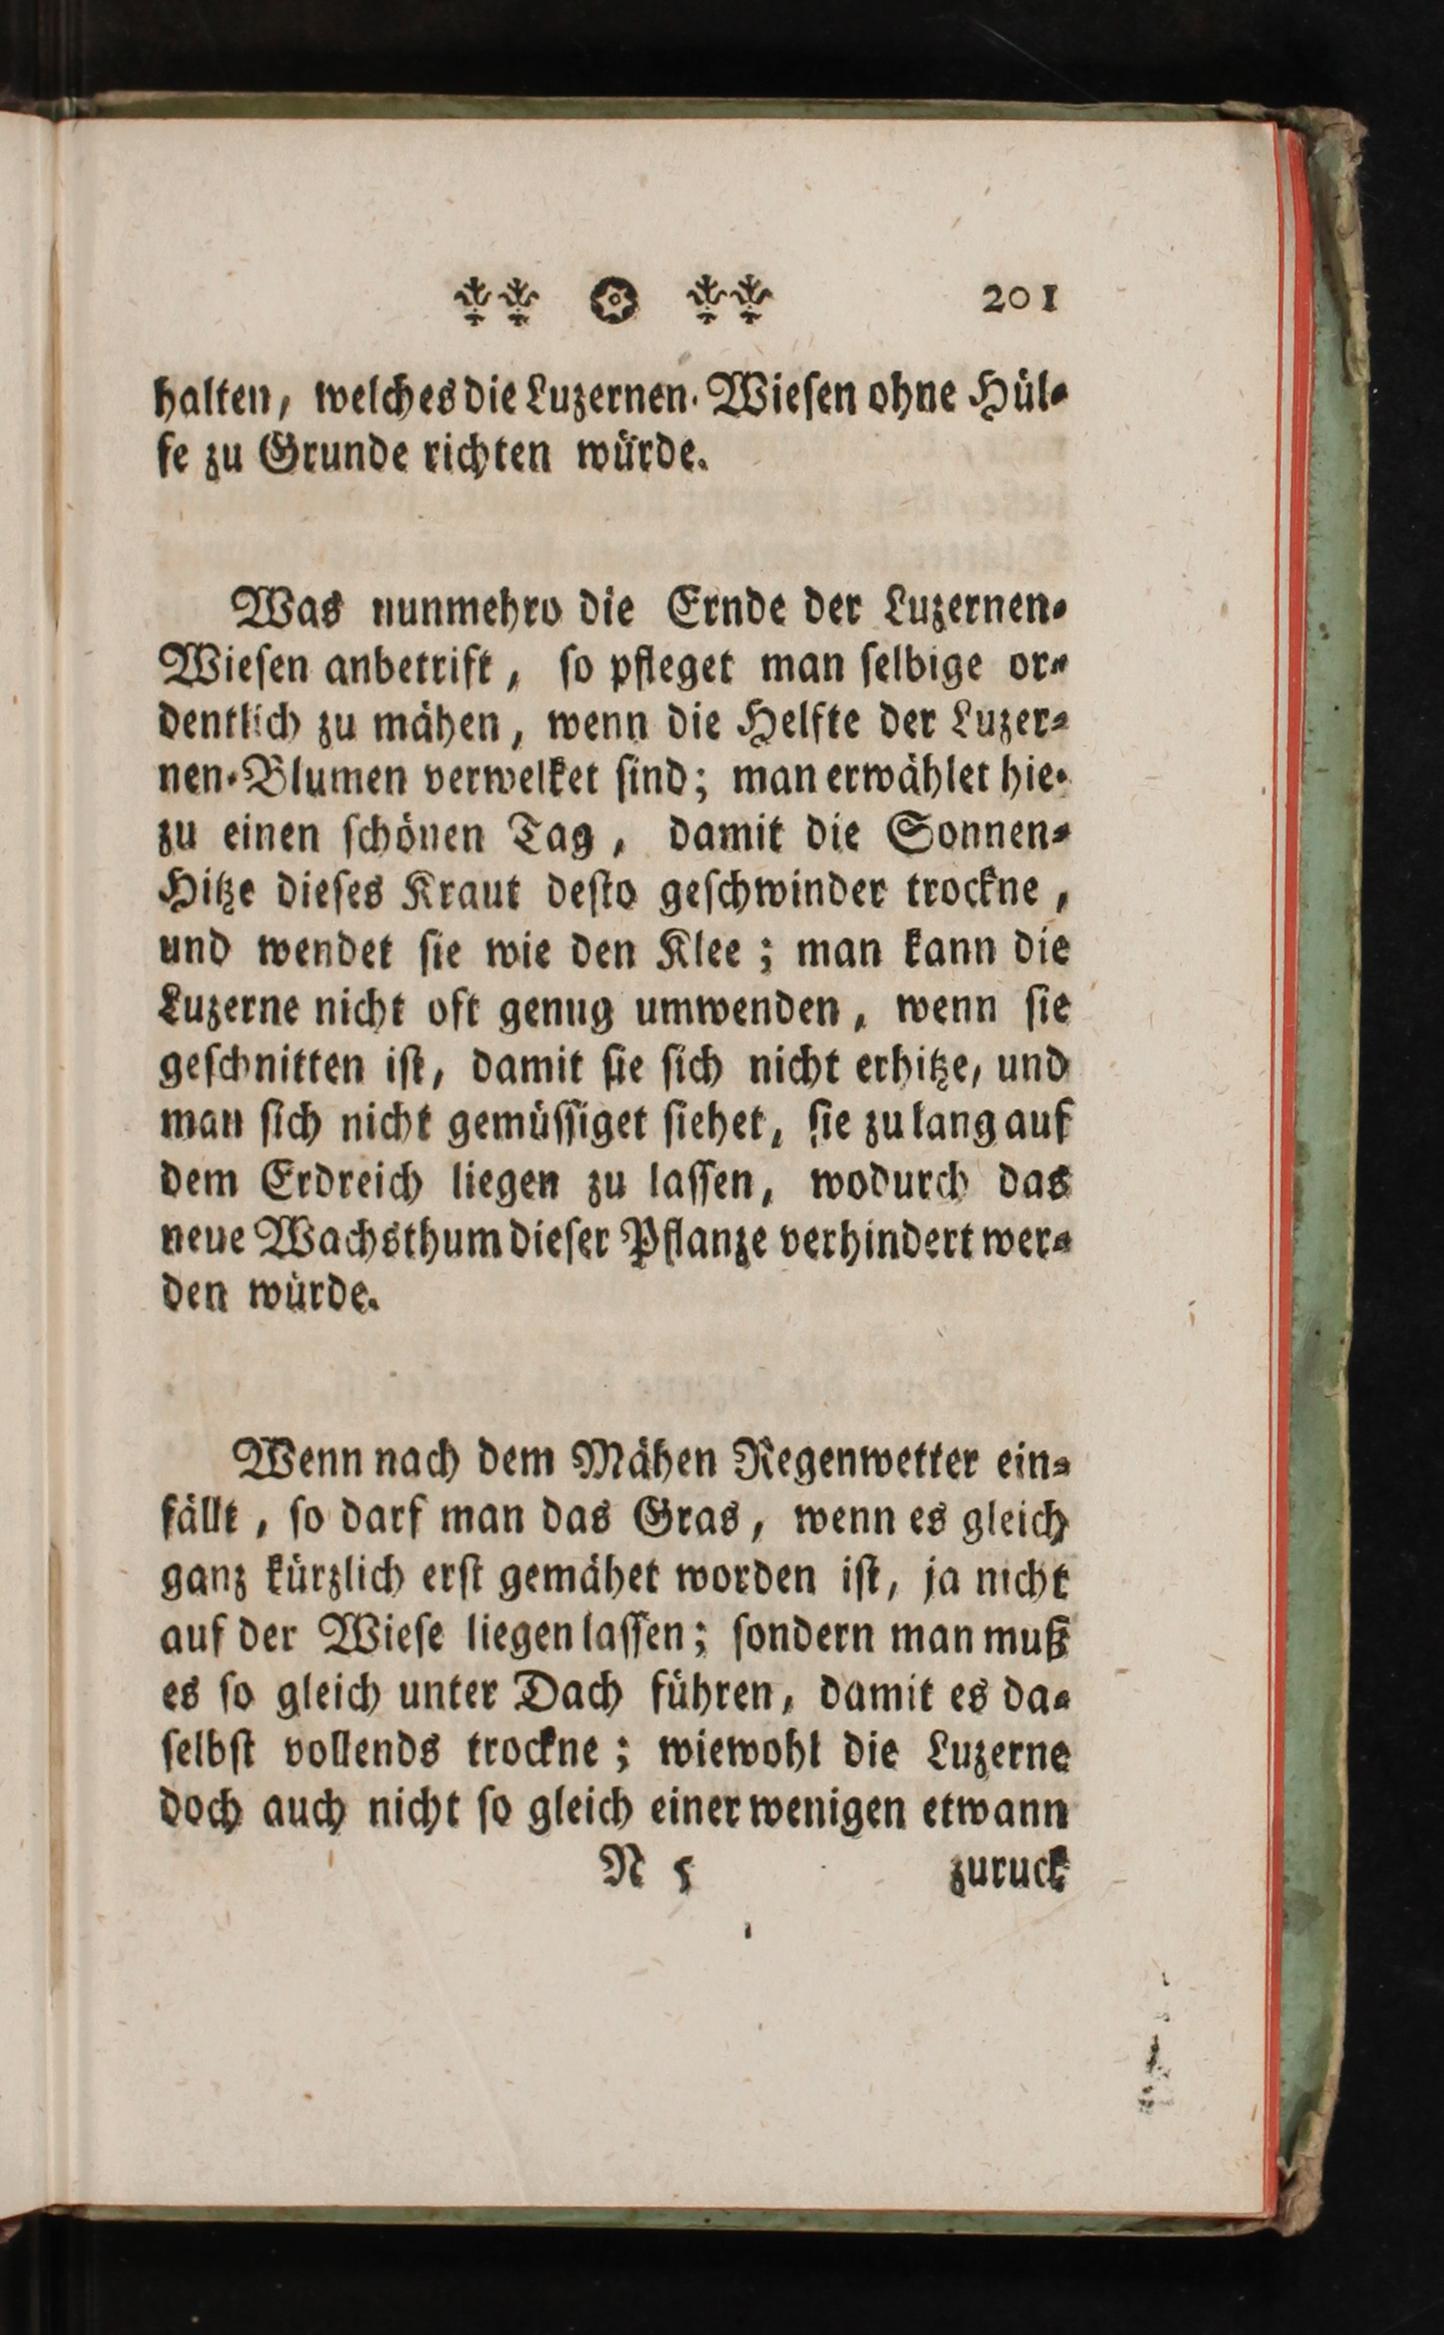 201
halten, welches die Luzernen-Wiesen ohne Hül-
fe zu Grunde richten würde.
Was nunmehro die Ernde der Luzernen-
Wiesen anbetrift, so pfleget man selbige or-
dentlich zu mähen, wenn die Helfte der Luzer-
nen-Blumen verwelket sind; man erwählet hie-
zu einen schönen Tag, damit die Sonnen-
Hitze dieses Kraut desto geschwinder trockne,
und wendet sie wie den Klee; man kann die
Luzerne nicht oft genug umwenden, wenn sie
geschnitten ist, damit sie sich nicht erhitze, und
man sich nicht gemüssiget siehet, sie zu lang auf
dem Erdreich liegen zu lassen, wodurch das
neue Wachsthum dieser Pflanze verhindert wer-
den würde.
Wenn nach dem Mähen Regenwetter ein-
fällt, so darf man das Gras, wenn es gleich
ganz kürzlich erst gemähet worden ist, ja nicht
auf der Wiese liegen lassen; sondern man muß
es so gleich unter Dach führen, damit es da-
selbst vollends trockne; wiewohl die Luzerne
doch auch nicht so gleich einer wenigen etwann
N 5 zuruck